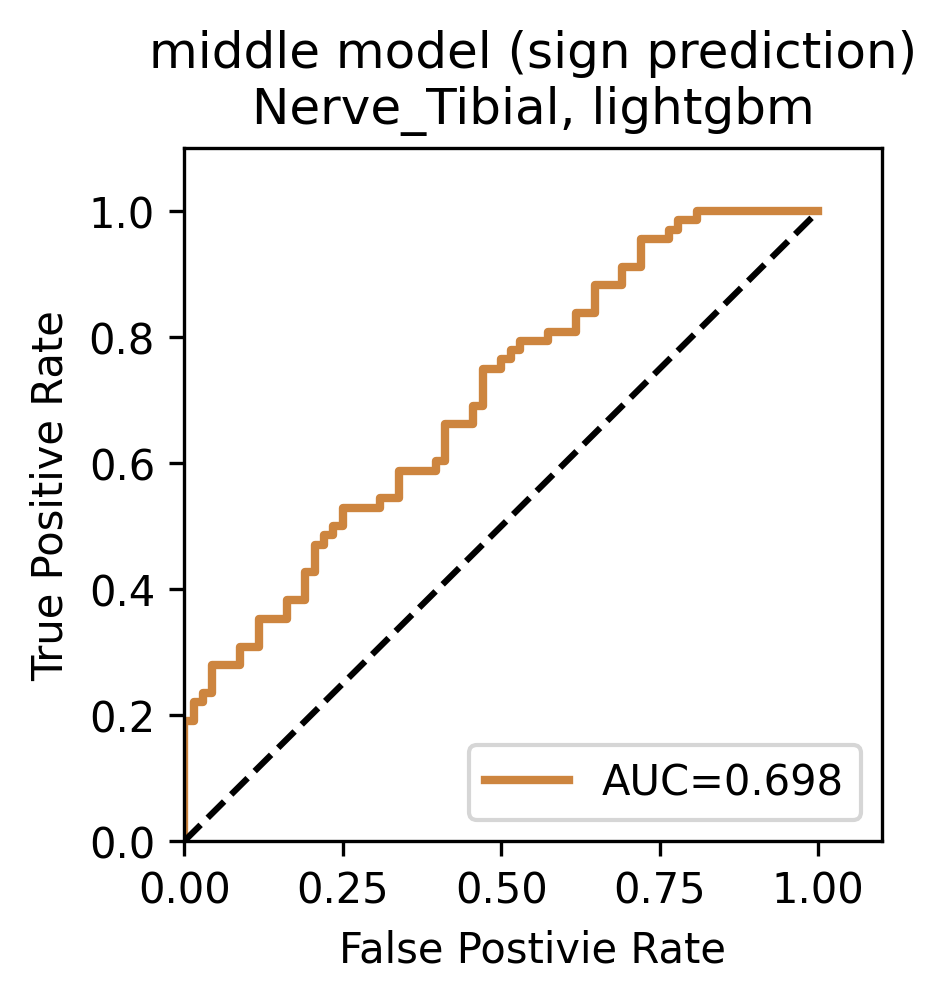 middle model (sign prediction)
Nerve_Tibial, lightgbm
True Positive Rate
1.0
0.8
0.6
0.4
0.2
0.0
AUC=0.698
0.00 0.25 0.50 0.75 1.00
False Postivie Rate